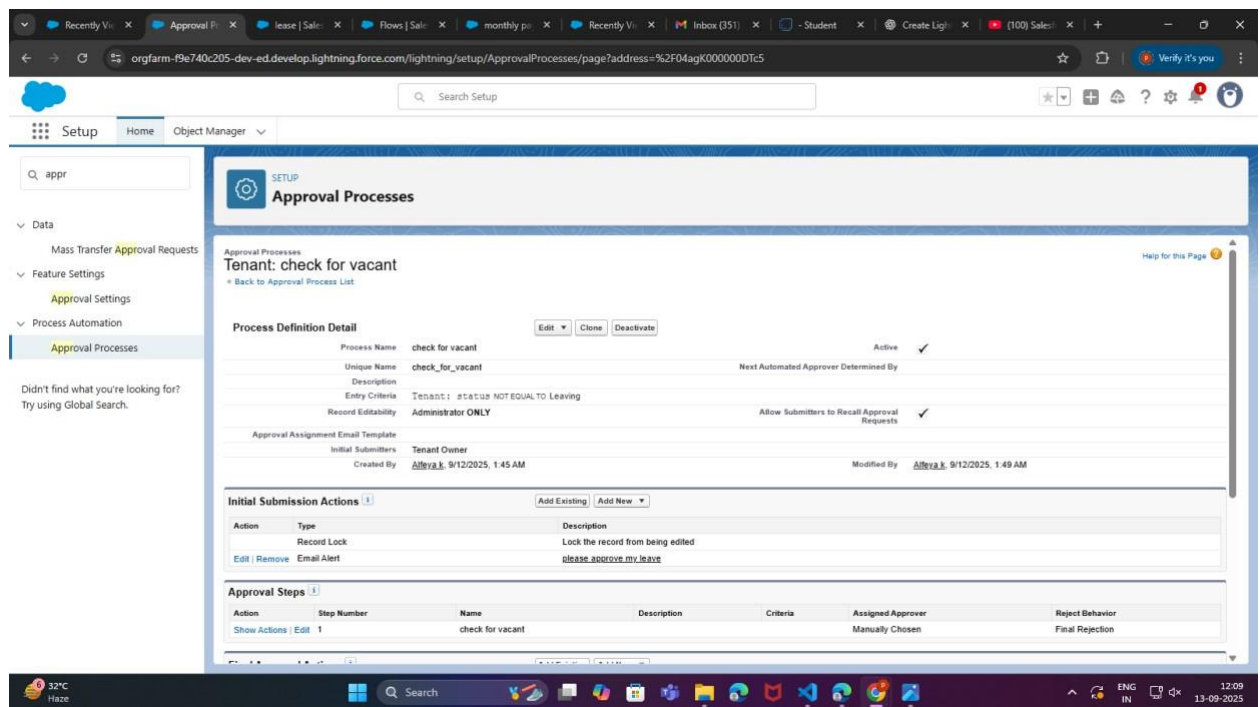 Recently Vi
Approval Pr
lease | Sales
Flows | Sale
monthly pa
Recently Vi
Inbox (351)
- Student
Create Ligh
(100) Sales
orgfarm-f9e740c205-dev-ed.develop.lightning.force.com/lightning/setup/ApprovalProcesses/page?address=%2F04agK000000DTc5
Verify it's you
Search Setup
1
Setup Home Object Manager
appr
Data
Mass Transfer Approval Requests
Feature Settings
Approval Settings
Process Automation
Approval Processes
Didn't find what you're looking for?
Try using Global Search.
SETUP
Approval Processes
Approval Processes
Tenant: check for vacant
« Back to Approval Process List
Help for this Page
Process Definition Detail Edit Clone Deactivate
Process Name check for vacant Active
Unique Name check_for_vacant Next Automated Approver Determined By
Description
Entry Criteria Tenant: status NOT EQUAL TO Leaving
Record Editability Administrator ONLY Allow Submitters to Recall Approval
Requests
Approval Assignment Email Template
Initial Submitters Tenant Owner
Created By Alfeya k, 9/12/2025, 1:45 AM Modified By Alfeya k, 9/12/2025, 1:49 AM
Initial Submission Actions Add Existing Add New
Action Type Description
Record Lock Lock the record from being edited
Edit | Remove Email Alert please approve my leave
Approval Steps
Action Step Number Name Description Criteria Assigned Approver Reject Behavior
Show Actions | Edit 1 check for vacant Manually Chosen Final Rejection
6
32°C
Haze
Search
ENG
IN
12:09
13-09-2025